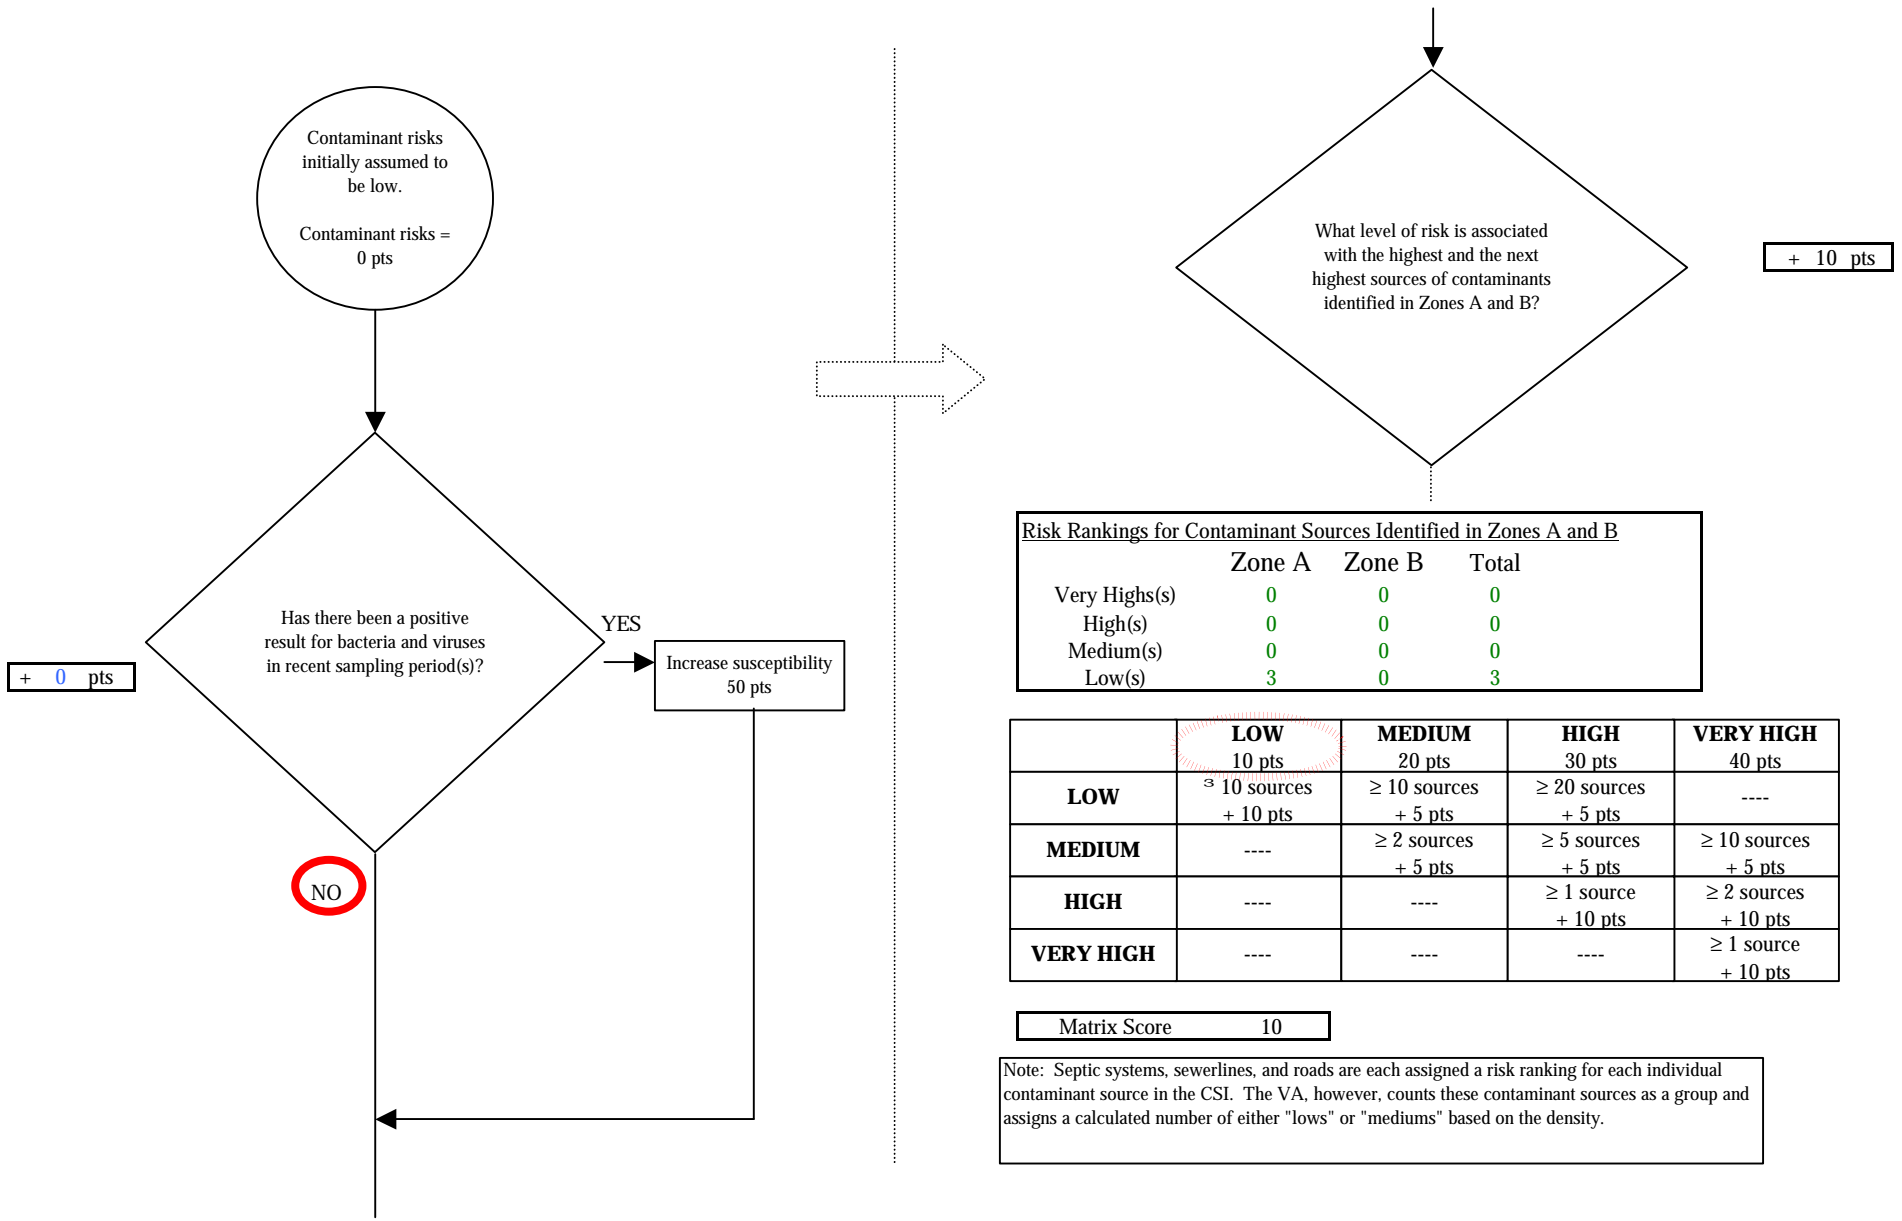 Contaminant risks
initially assumed to
be low.
Contaminant risks =
0 pts
Has there been a positive
result for bacteria and viruses
in recent sampling period(s)?
+ 0 pts
YES
Increase susceptibility
50 pts
NO
What level of risk is associated
with the highest and the next
highest sources of contaminants
identified in Zones A and B?
+ 10 pts
Risk Rankings for Contaminant Sources Identified in Zones A and B
Zone A Zone B Total
Very Highs(s) 0 0 0
High(s) 0 0 0
Medium(s) 0 0 0
Low(s) 3 0 3
LOW MEDIUM HIGH VERY HIGH
10 pts 20 pts 30 pts 40 pts
LOW ³ 10 sources ≥ 10 sources ≥ 20 sources ----
+ 10 pts + 5 pts + 5 pts
MEDIUM ---- ≥ 2 sources ≥ 5 sources ≥ 10 sources
+ 5 pts + 5 pts + 5 pts
HIGH ---- ---- ≥ 1 source ≥ 2 sources
+ 10 pts + 10 pts
VERY HIGH ---- ---- ---- ≥ 1 source
+ 10 pts
Matrix Score 10
Note: Septic systems, sewerlines, and roads are each assigned a risk ranking for each individual
contaminant source in the CSI. The VA, however, counts these contaminant sources as a group and
assigns a calculated number of either "lows" or "mediums" based on the density.